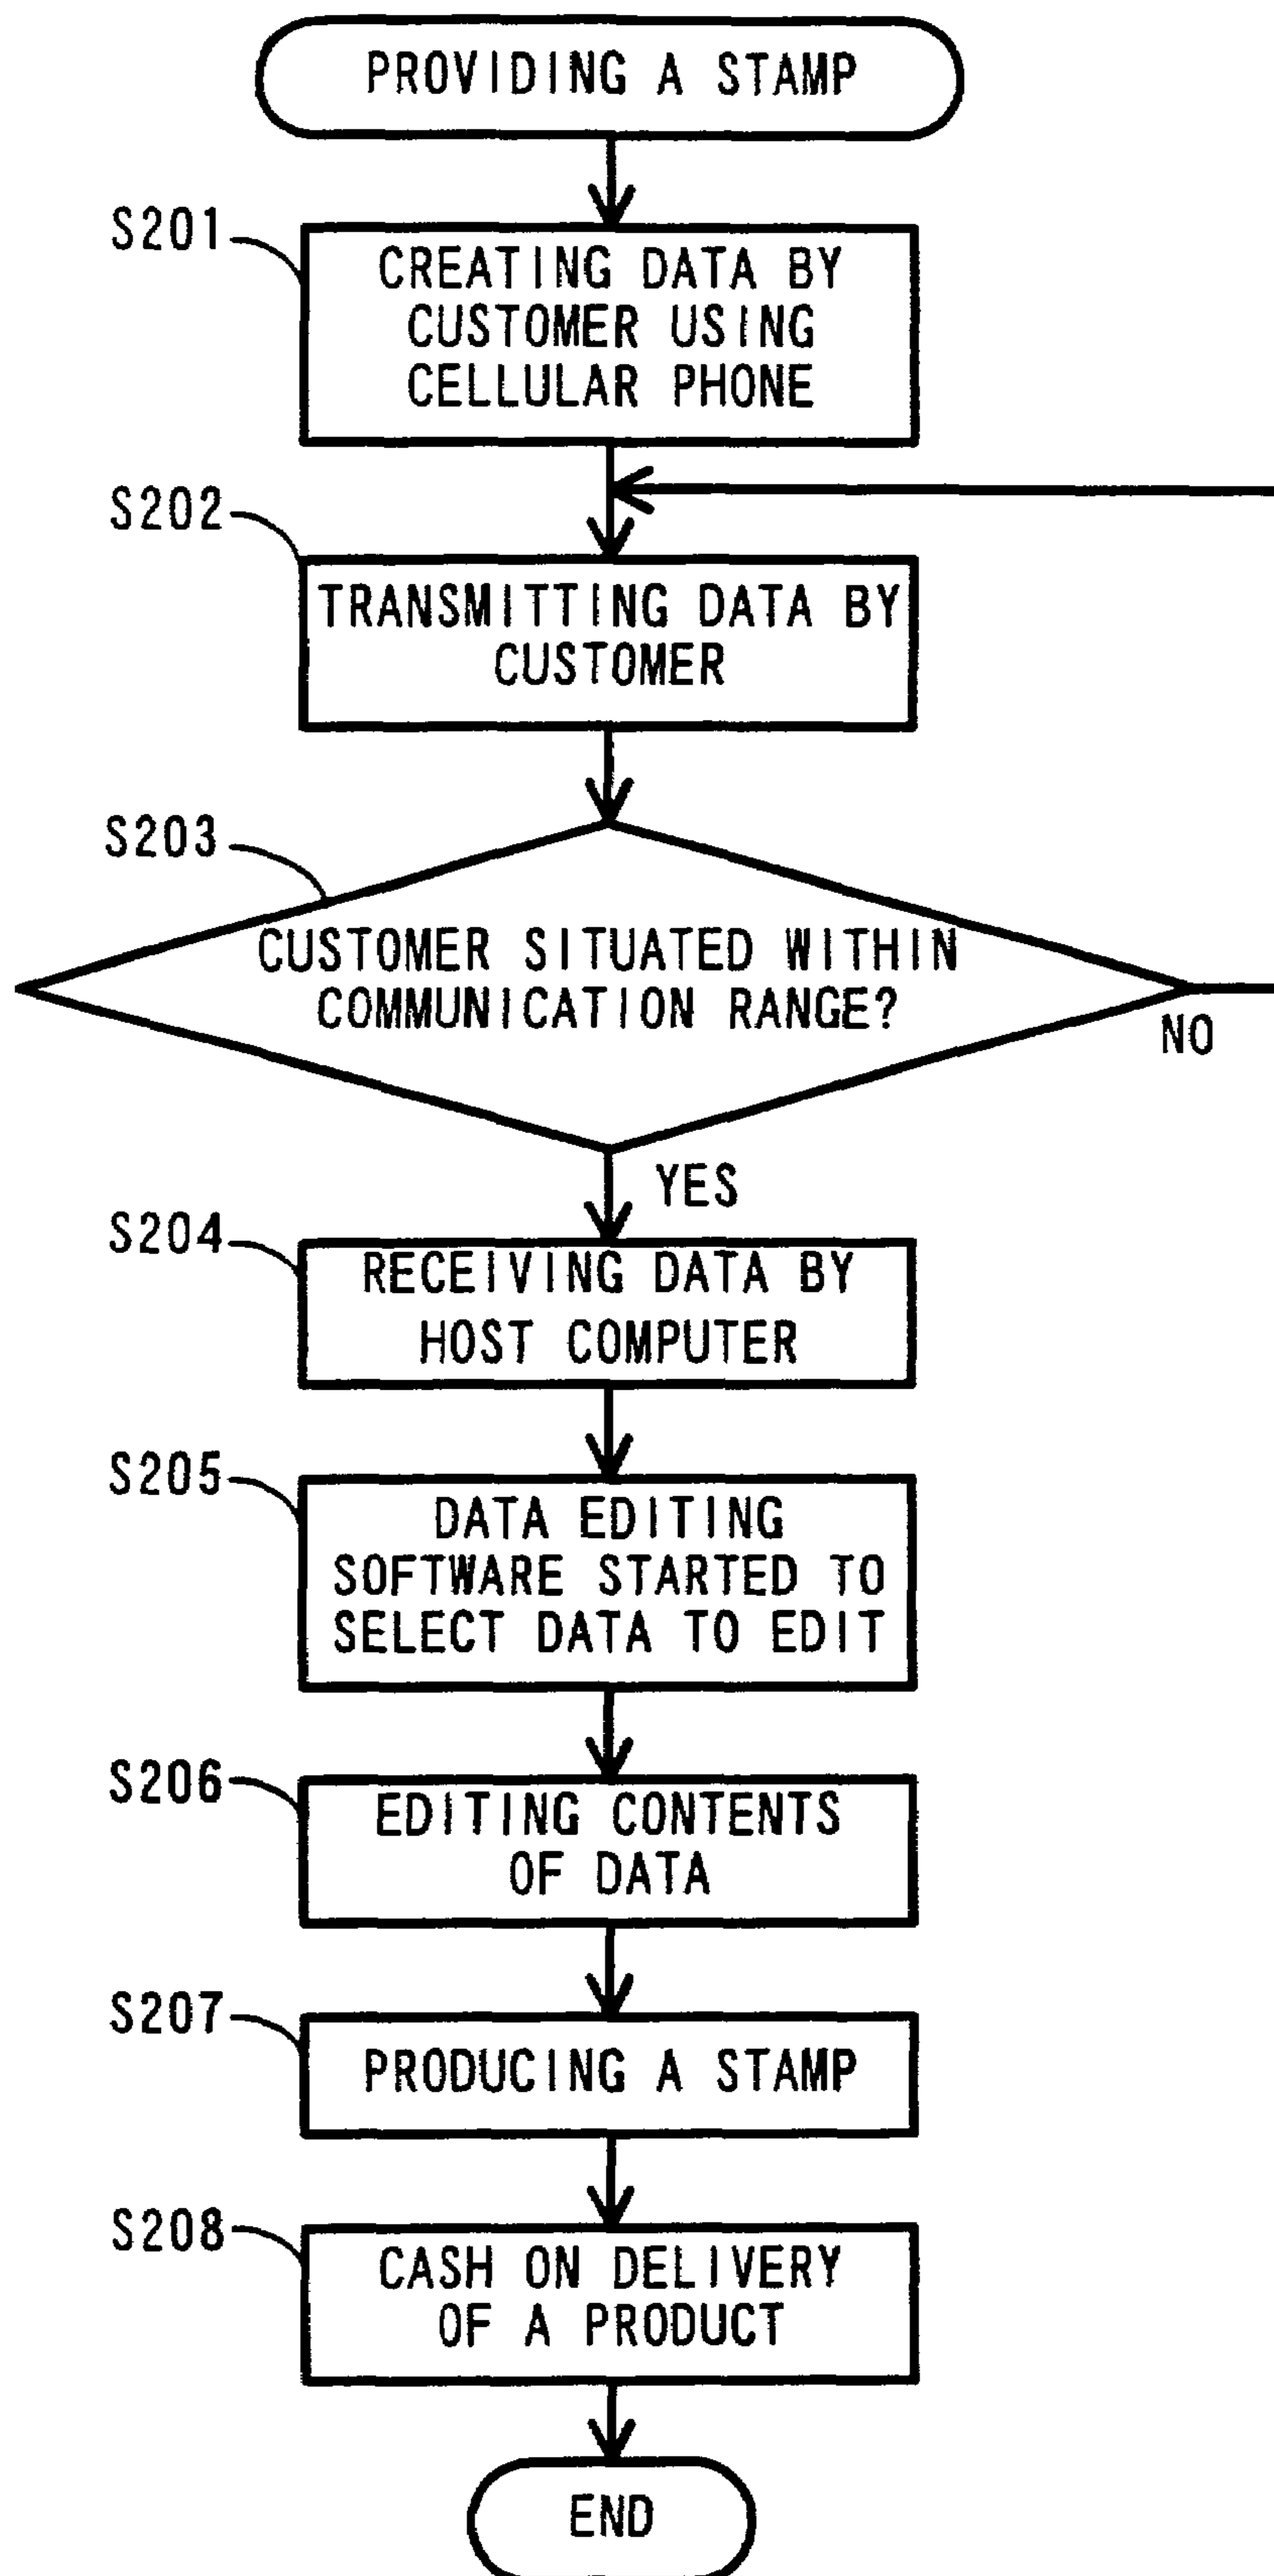 PROVIDING A STAMP
S201
CREATING DATA BY
CUSTOMER USING
CELLULAR PHONE
S202
TRANSMITTING DATA BY
CUSTOMER
S203
CUSTOMER SITUATED WITHIN
COMMUNICATION RANGE?
NO
YES
S204
RECEIVING DATA BY
HOST COMPUTER
S205
DATA EDITING
SOFTWARE STARTED TO
SELECT DATA TO EDIT
S206
EDITING CONTENTS
OF DATA
S207
PRODUCING A STAMP
S208
CASH ON DELIVERY
OF A PRODUCT
END